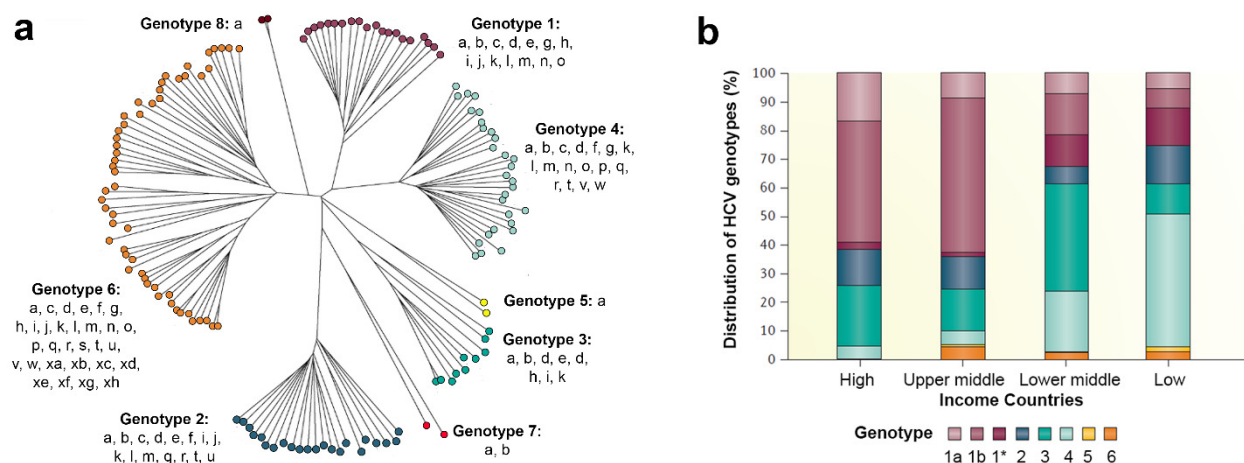 a
Genotype 8: a
Genotype 1:
a, b, c, d, e, g, h,
i, j, k, l, m, n, o
Genotype 4:
a, b, c, d, f, g, k,
l, m, n, o, p, q,
r, t, v, w
Genotype 5: a
Genotype 3:
a, b, d, e, d,
h, i, k
Genotype 6:
a, c, d, e, f, g,
h, i, j, k, l, m, n, o,
p, q, r, s, t, u,
v, w, xa, xb, xc, xd,
xe, xf, xg, xh
Genotype 2:
a, b, c, d, e, f, i, j,
k, l, m, q, r, t, u
Genotype 7:
a, b
b
Distribution of HCV genotypes (%)
100
90
80
70
60
50
40
30
20
10
0
High Upper middle Lower middle Low
Income Countries
Genotype
1a 1b 1* 2 3 4 5 6